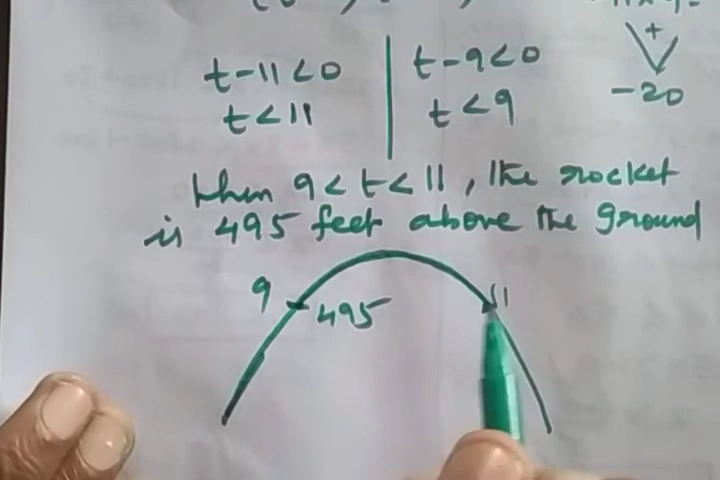 +
-20
t-11<0 | t-9<0
t<11 | t<9
when 9<t<11, the rocket
is 495 feet above the ground
9 495 11